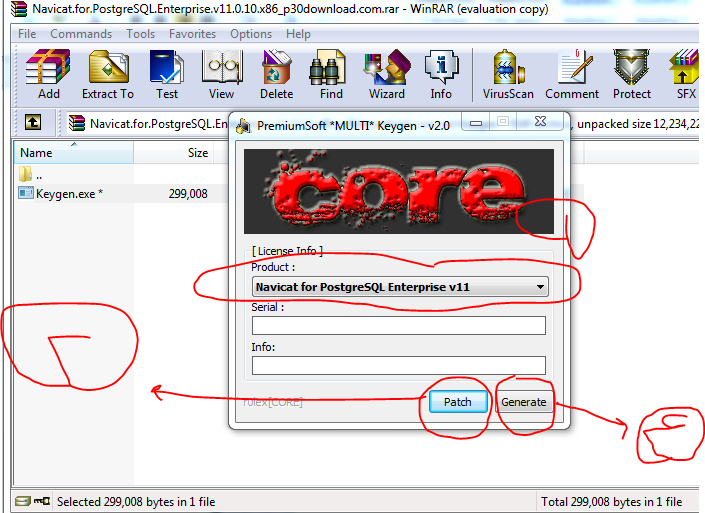 Navicat.for.PostgreSQL.Enterprise.v11.0.10.x86_p30download.com.rar - WinRAR (evaluation copy)
File Commands Tools Favorites Options Help
Add Extract To Test View Delete Find Wizard Info VirusScan Comment Protect SFX
Navicat.for.PostgreSQL.En
unpacked size 12,234,22
PremiumSoft *MULTI* Keygen - v2.0
Name Size
..
Keygen.exe * 299,008
core
[ License Info ]
Product :
Navicat for PostgreSQL Enterprise v11
Serial :
Info:
rulex[CORE]
Patch Generate
Selected 299,008 bytes in 1 file
Total 299,008 bytes in 1 file